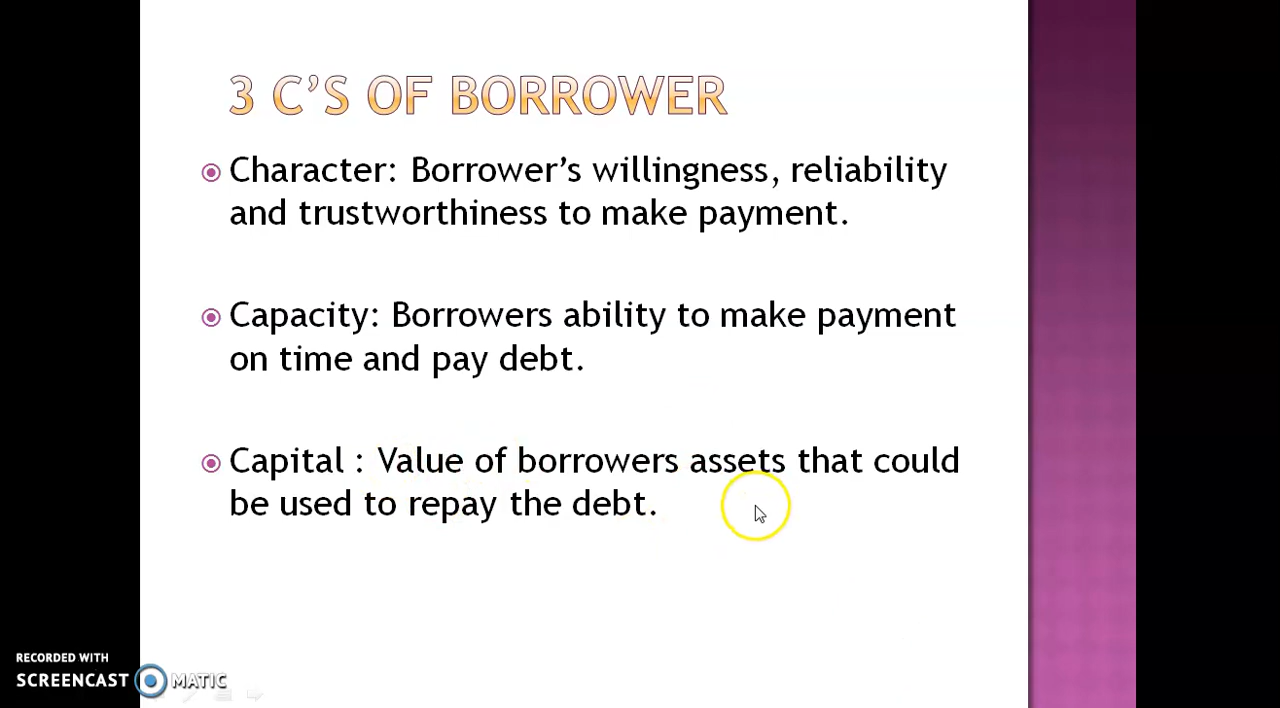 3 C'S OF BORROWER
Character: Borrower's willingness, reliability
and trustworthiness to make payment.
Capacity: Borrowers ability to make payment
on time and pay debt.
Capital : Value of borrowers assets that could
be used to repay the debt.
RECORDED WITH
SCREENCAST MATIC